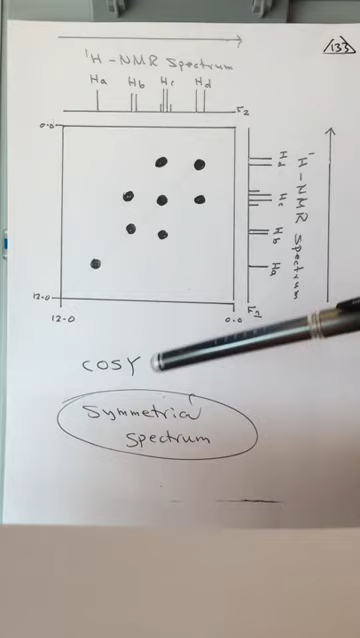 133
¹H-NMR Spectrum
Ha Hb Hc Hd
F2
0.0
Hd
Hc
Hb
Ha
¹H-NMR Spectrum
12.0
F1
12.0 0.0
COSY
Symmetrical
Spectrum